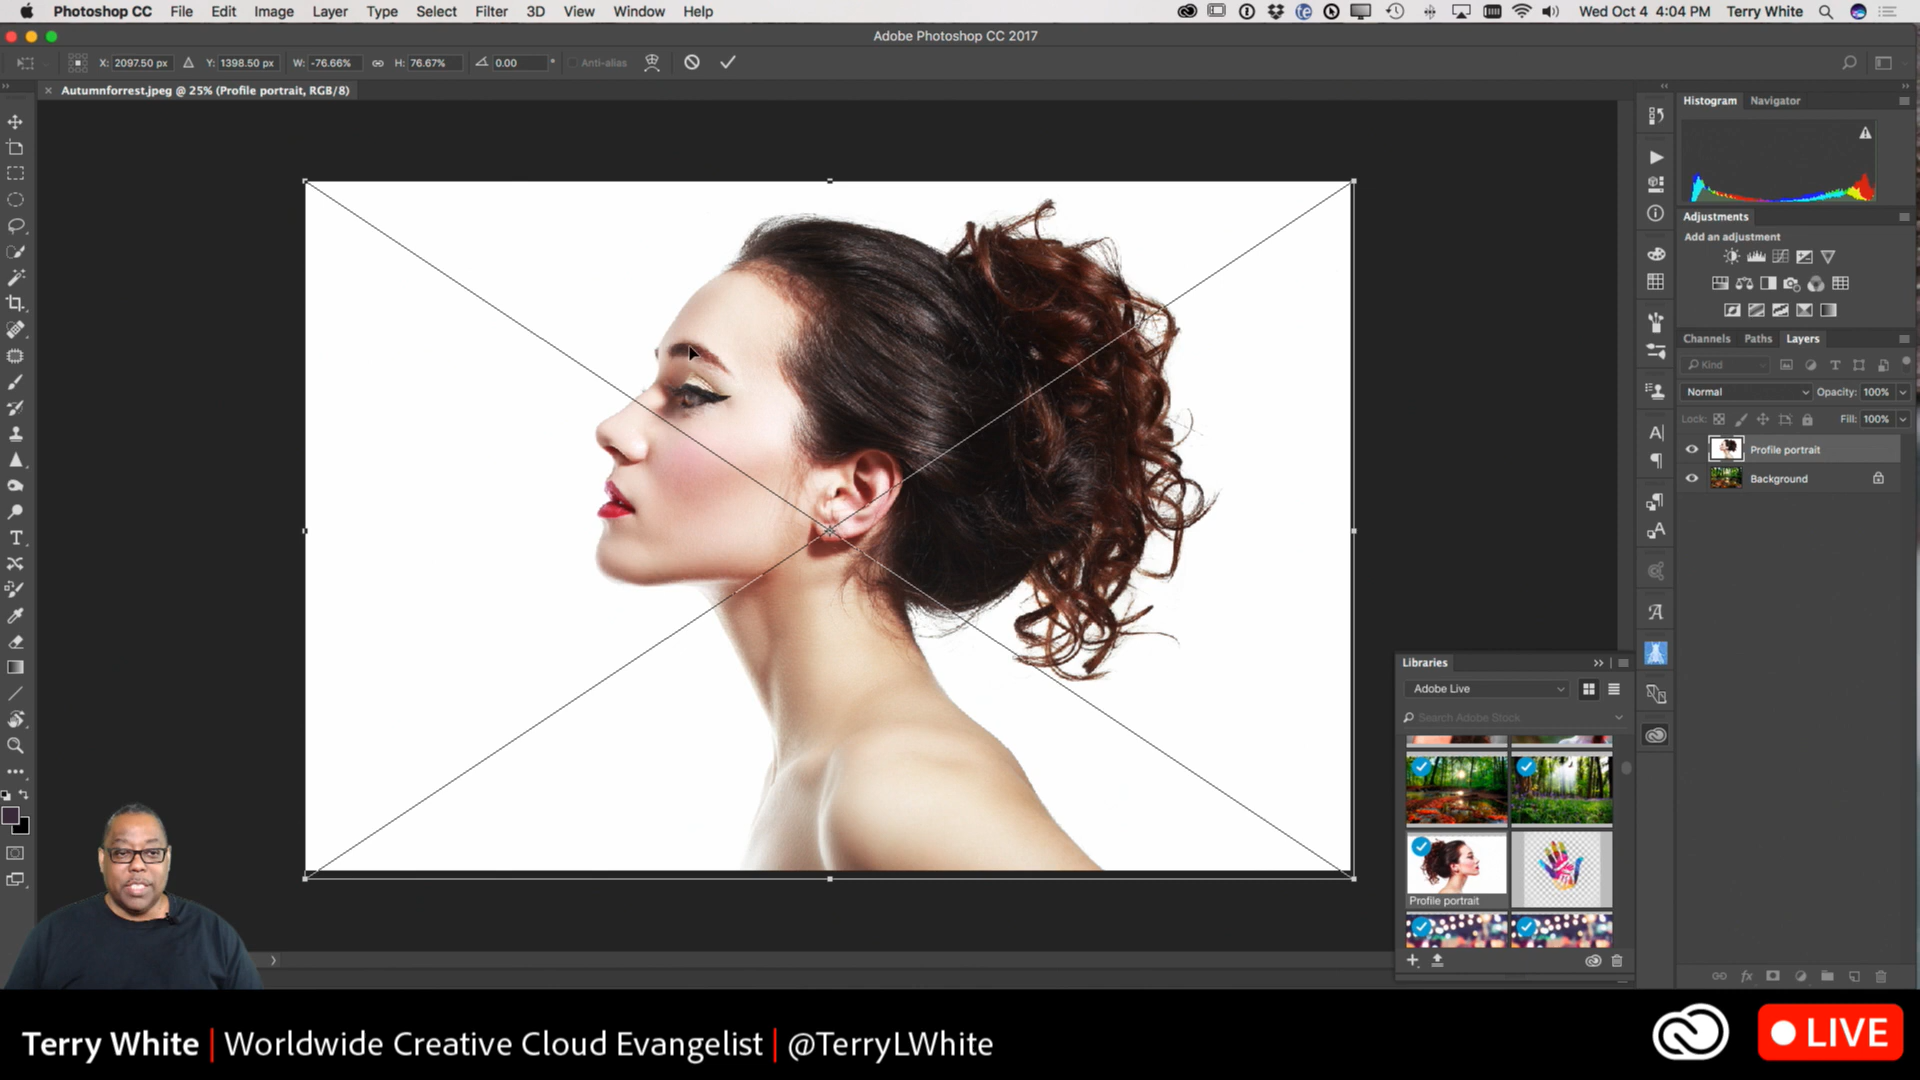 Photoshop CC File Edit Image Layer Type Select Filter 3D View Window Help Wed Oct 4 4:04 PM Terry White
Adobe Photoshop CC 2017
X: 2097.50 px Y: 1398.50 px W: -76.66% H: 76.67% 0.00 ° Anti-alias
Autumnforrest.jpeg @ 25% (Profile portrait, RGB/8)
Histogram Navigator
Adjustments
Add an adjustment
Channels Paths Layers
Kind
Normal Opacity: 100%
Lock: Fill: 100%
Profile portrait
Background
Libraries
Adobe Live
Search Adobe Stock
Profile portrait
Terry White | Worldwide Creative Cloud Evangelist | @TerryLWhite
LIVE